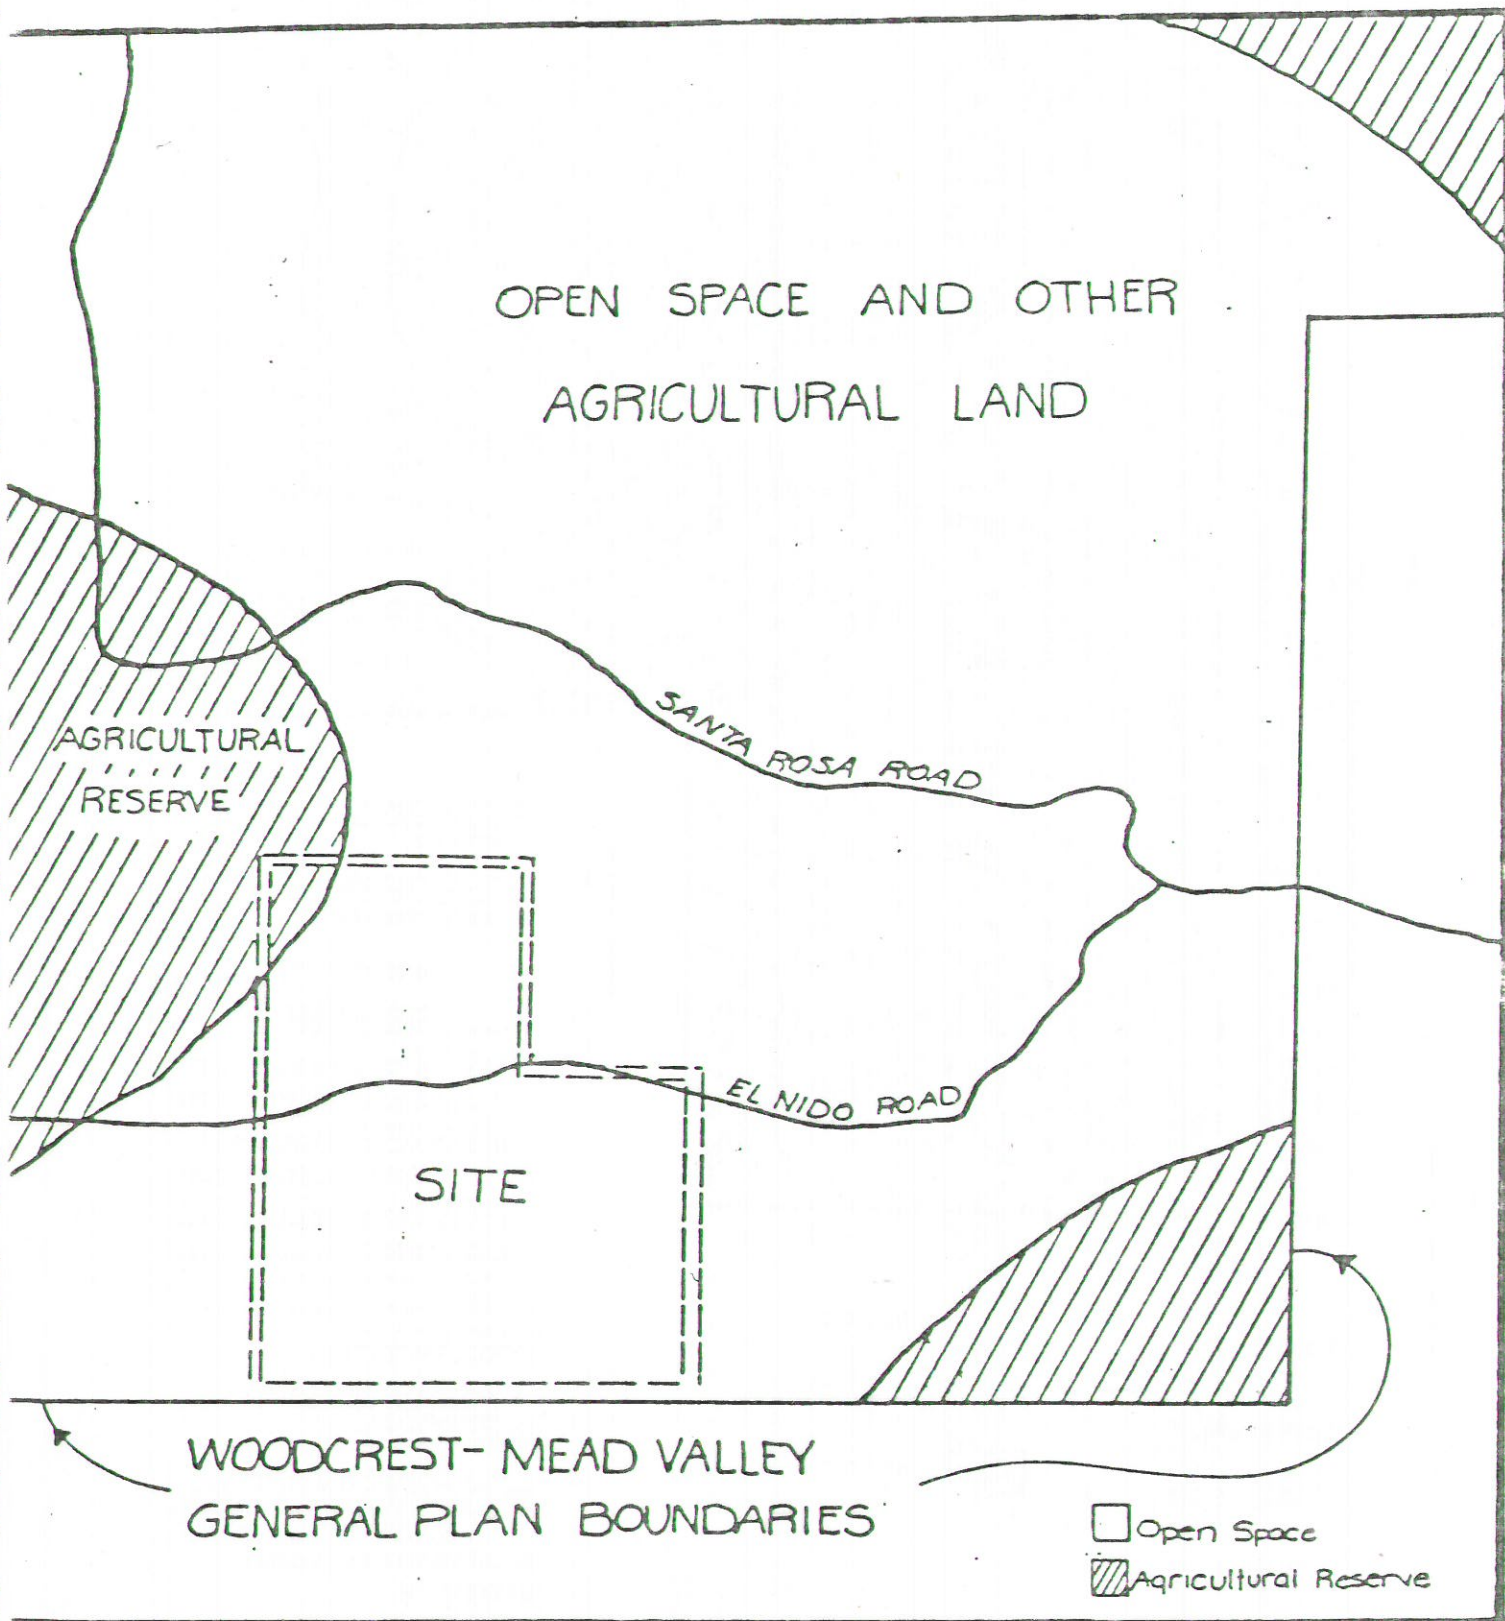 OPEN SPACE AND OTHER
AGRICULTURAL LAND
SANTA ROSA ROAD
AGRICULTURAL
RESERVE
EL NIDO ROAD
SITE
WOODCREST- MEAD VALLEY
GENERAL PLAN BOUNDARIES
Open Space
Agricultural Reserve